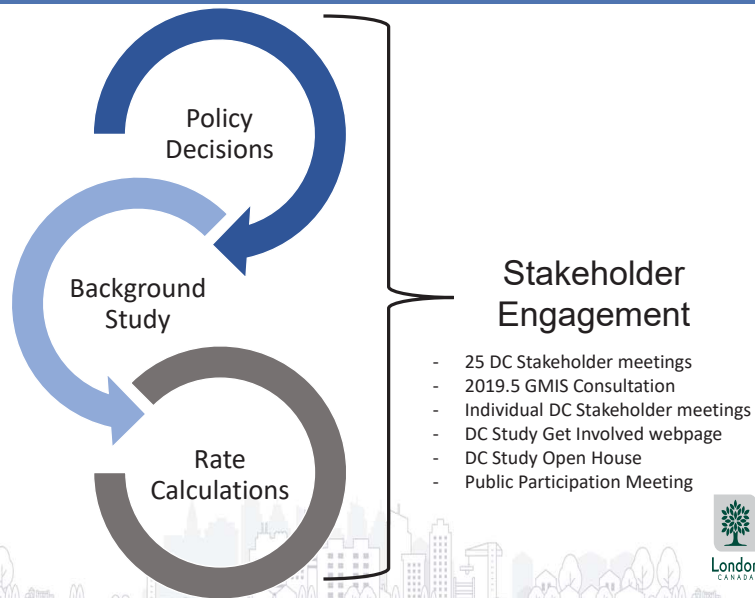 Policy
Decisions
Background
Study
Rate
Calculations
Stakeholder
Engagement
- 25 DC Stakeholder meetings
- 2019.5 GMIS Consultation
- Individual DC Stakeholder meetings
- DC Study Get Involved webpage
- DC Study Open House
- Public Participation Meeting
London
CANADA